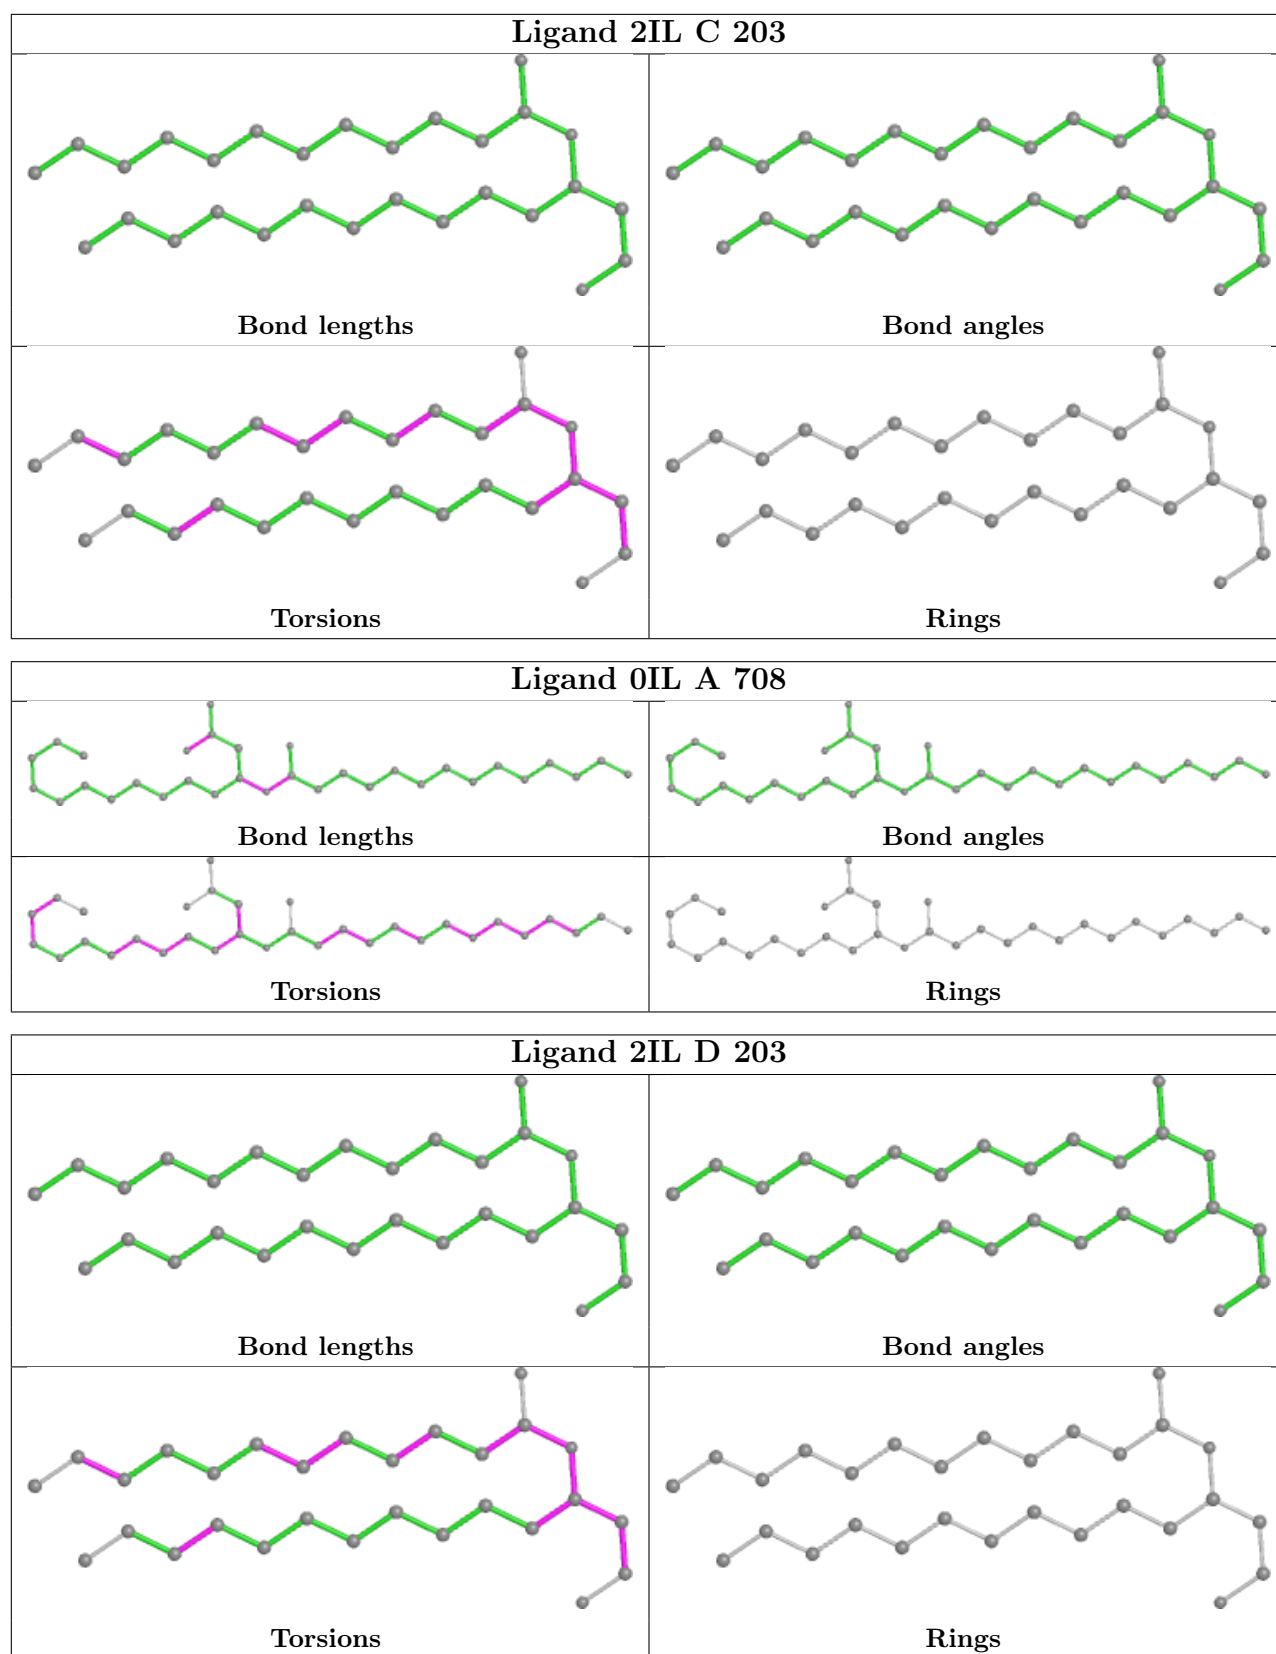 Ligand 2IL C 203
Bond lengths
Bond angles
Torsions
Rings
Ligand 0IL A 708
Bond lengths
Bond angles
Torsions
Rings
Ligand 2IL D 203
Bond lengths
Bond angles
Torsions
Rings